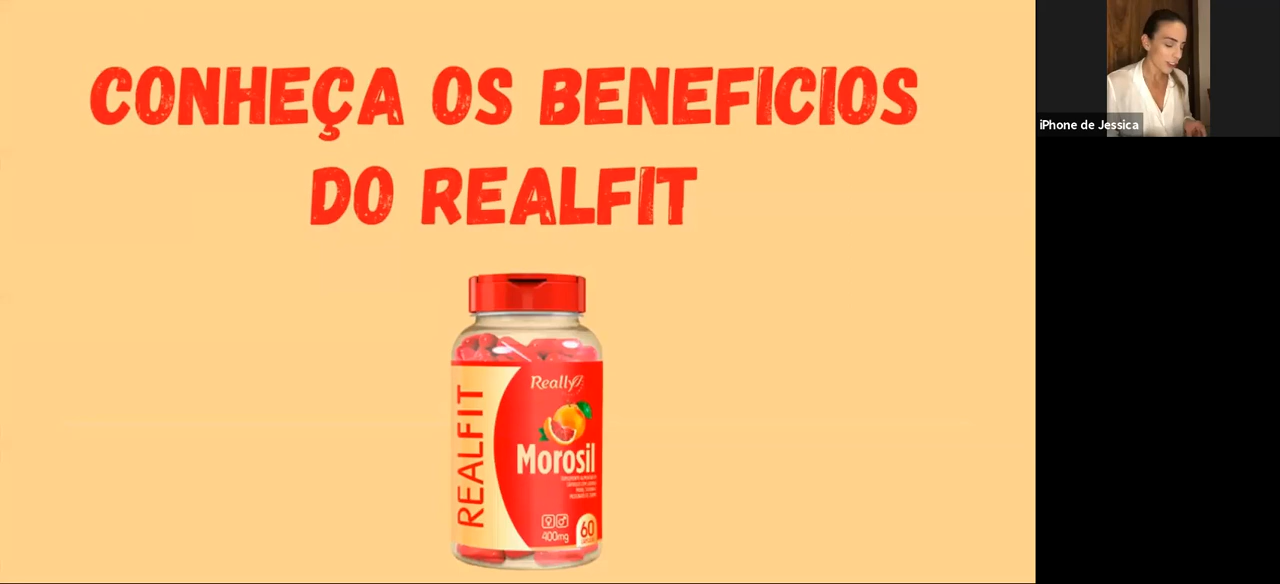 CONHEÇA OS BENEFICIOS
DO REALFIT
iPhone de Jessica
REALFIT
Really
Morosil
400mg
60